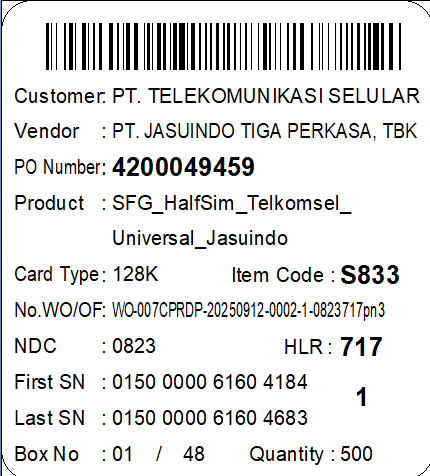 Customer: PT. TELEKOMUNIKASI SELULAR
Vendor : PT. JASUINDO TIGA PERKASA, TBK
PO Number: 4200049459
Product : SFG_HalfSim_Telkomsel_
Universal_Jasuindo
Card Type : 128K Item Code : S833
No.WO/OF: WO-007CPRDP-20250912-0002-1-0823717pn3
NDC : 0823 HLR : 717
First SN : 0150 0000 6160 4184
1
Last SN : 0150 0000 6160 4683
Box No : 01 / 48 Quantity : 500